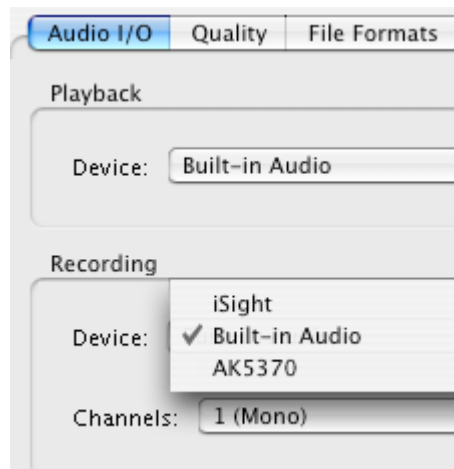 Audio I/O Quality File Formats
Playback
Device: Built-in Audio
Recording
iSight
Device: ✓ Built-in Audio
AK5370
Channels: 1 (Mono)